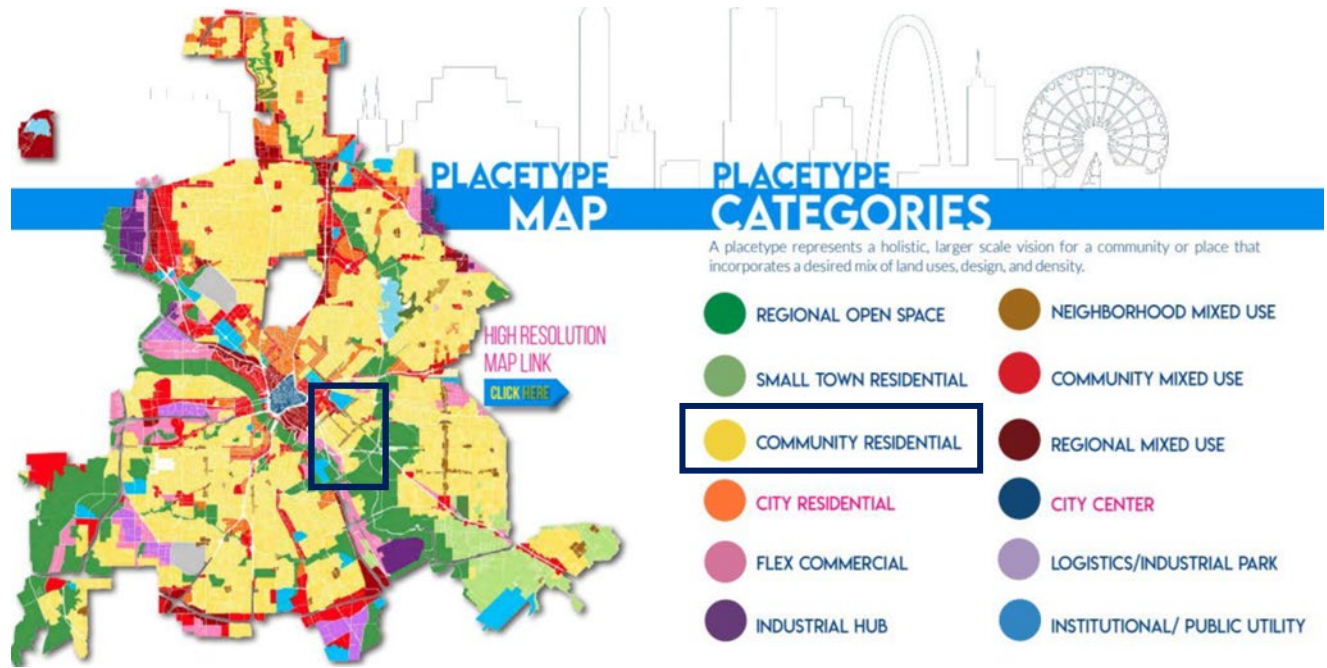 PLACETYPE
MAP
HIGH RESOLUTION
MAP LINK
CLICK HERE
PLACETYPE
CATEGORIES
A placetype represents a holistic, larger scale vision for a community or place that
incorporates a desired mix of land uses, design, and density.
REGIONAL OPEN SPACE
SMALL TOWN RESIDENTIAL
COMMUNITY RESIDENTIAL
CITY RESIDENTIAL
FLEX COMMERCIAL
INDUSTRIAL HUB
NEIGHBORHOOD MIXED USE
COMMUNITY MIXED USE
REGIONAL MIXED USE
CITY CENTER
LOGISTICS/INDUSTRIAL PARK
INSTITUTIONAL/ PUBLIC UTILITY